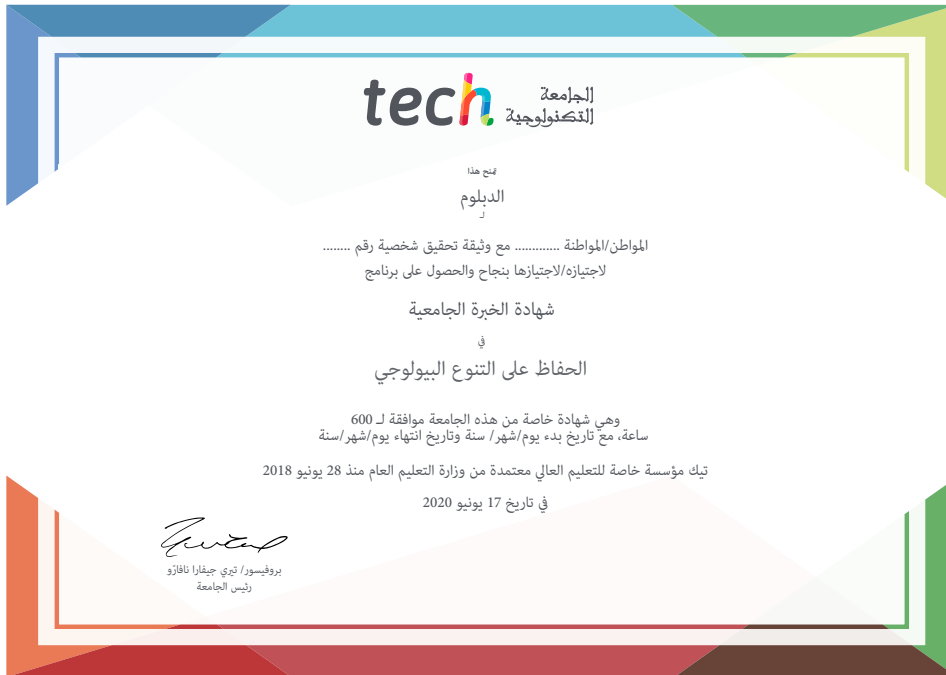 tech الجامعة
التكنولوجية
يمنح هذا
الدبلوم
لـ
المواطن/المواطنة ............ مع وثيقة تحقيق شخصية رقم ........
لاجتيازه/لاجتيازها بنجاح والحصول على برنامج
شهادة الخبرة الجامعية
في
الحفاظ على التنوع البيولوجي
وهي شهادة خاصة من هذه الجامعة موافقة لـ 600
ساعة، مع تاريخ بدء يوم/شهر/ سنة وتاريخ انتهاء يوم/شهر/سنة
تيك مؤسسة خاصة للتعليم العالي معتمدة من وزارة التعليم العام منذ 28 يونيو 2018
في تاريخ 17 يونيو 2020
بروفيسور/ تيري جيفارا نافارّو
رئيس الجامعة